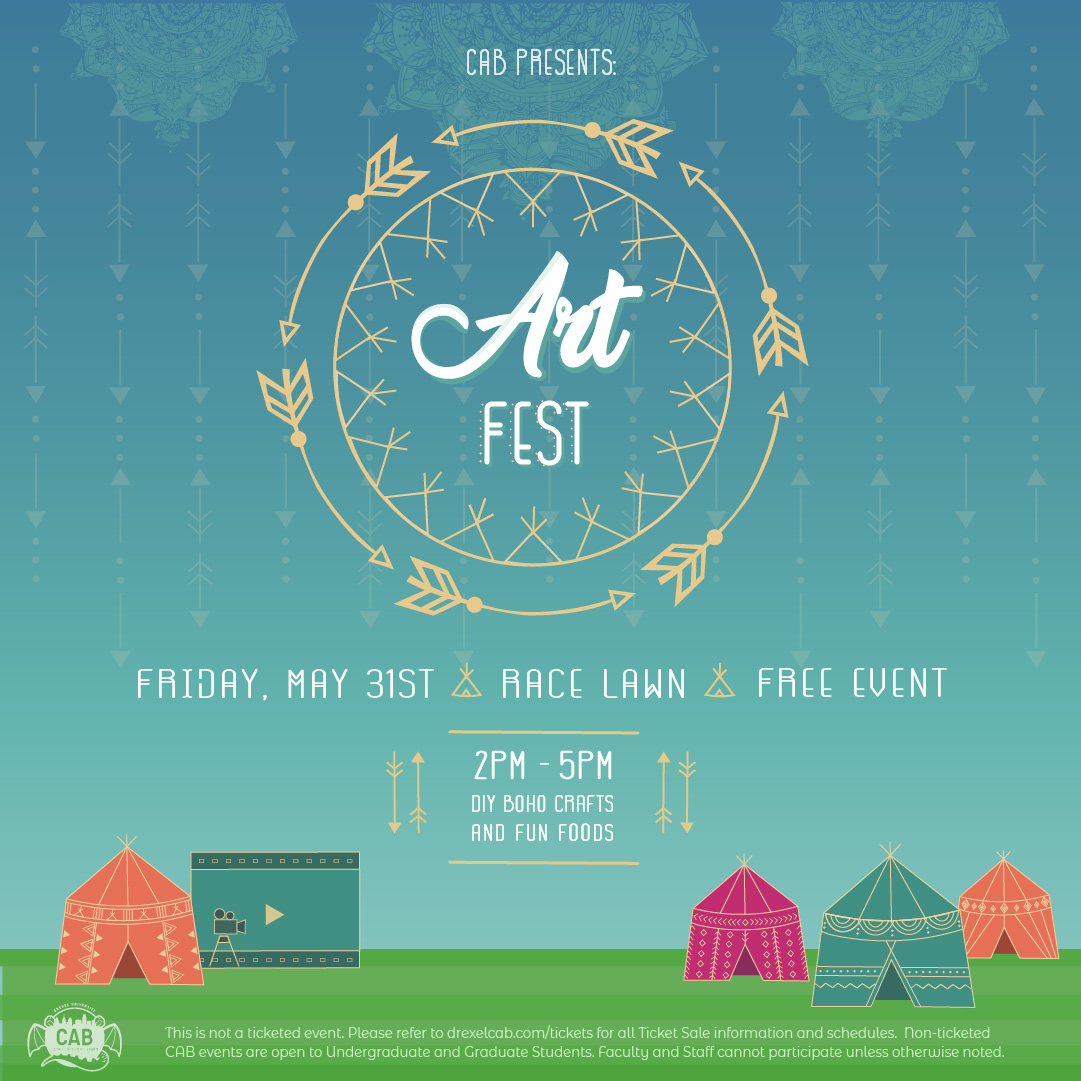 CAB PRESENTS:
Art
FEST
FRIDAY, MAY 31ST RACE LAWN FREE EVENT
2PM - 5PM
DIY BOHO CRAFTS
AND FUN FOODS
CAB
This is not a ticketed event. Please refer to drexelcab.com/tickets for all Ticket Sale information and schedules. Non-ticketed
CAB events are open to Undergraduate and Graduate Students. Faculty and Staff cannot participate unless otherwise noted.